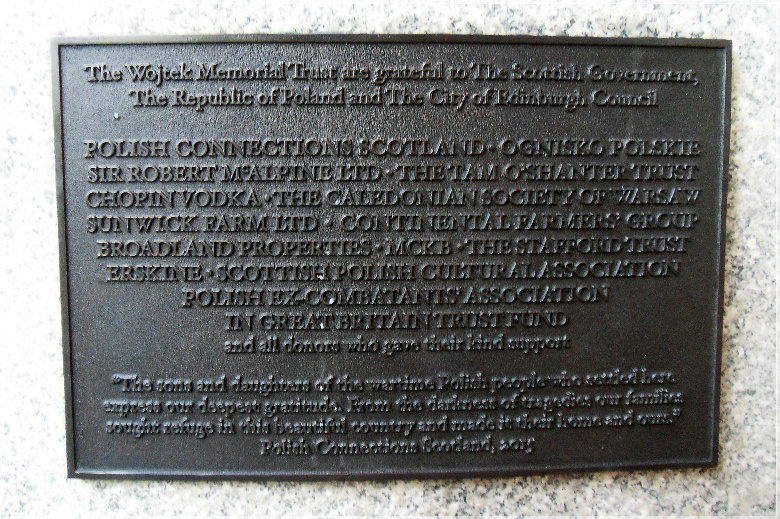 The Wojtek Memorial Trust are grateful to The Scottish Government,
The Republic of Poland and The City of Edinburgh Council
POLISH CONNECTIONS SCOTLAND · OGNISKO POLSKIE
SIR ROBERT McALPINE LTD · THE TAM O'SHANTER TRUST
CHOPIN VODKA · THE CALEDONIAN SOCIETY OF WARSAW
SUNWICK FARM LTD · CONTINENTAL FARMERS' GROUP
BROADLAND PROPERTIES · MCKB · THE STAFFORD TRUST
ERSKINE · SCOTTISH POLISH CULTURAL ASSOCIATION
POLISH EX-COMBATANTS' ASSOCIATION
IN GREAT BRITAIN TRUST FUND
and all donors who gave their kind support
"The sons and daughters of the wartime Polish people who settled here
express our deepest gratitude. From the darkness of tragedies our families
sought refuge in this beautiful country and made it their home and ours."
Polish Connections Scotland, 2015